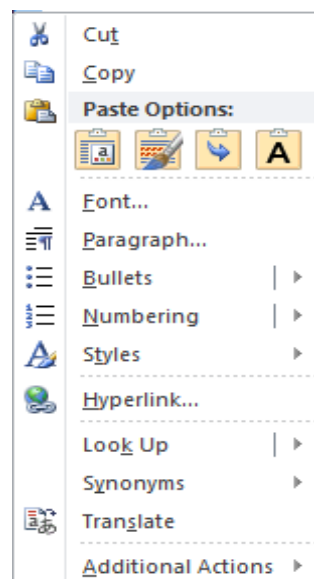 Cut
Copy
Paste Options:
a A
A Font...
Paragraph...
Bullets
Numbering
Styles
Hyperlink...
Look Up
Synonyms
Translate
Additional Actions